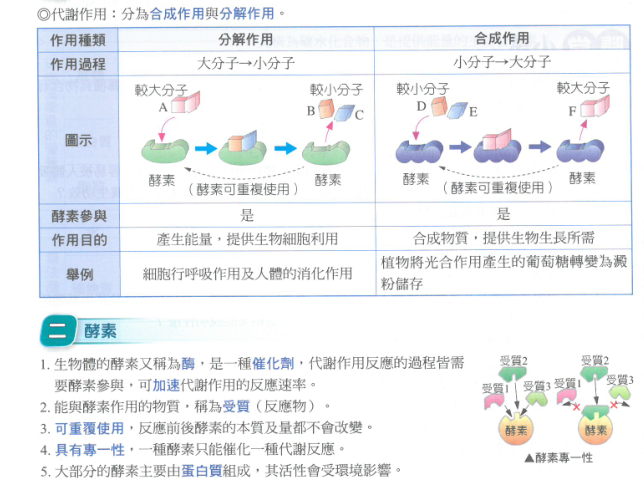 ◎代謝作用：分為合成作用與分解作用。
作用種類 分解作用 合成作用
作用過程 大分子→小分子 小分子→大分子
圖示
較大分子 較小分子 較小分子 較大分子
A B C D E F
酵素 酵素 酵素 酵素
（酵素可重複使用） （酵素可重複使用）
酵素參與 是 是
作用目的 產生能量，提供生物細胞利用 合成物質，提供生物生長所需
舉例 細胞行呼吸作用及人體的消化作用 植物將光合作用產生的葡萄糖轉變為澱
粉儲存
二 酵素
1. 生物體的酵素又稱為酶，是一種催化劑，代謝作用反應的過程皆需
要酵素參與，可加速代謝作用的反應速率。
2. 能與酵素作用的物質，稱為受質（反應物）。
3. 可重覆使用，反應前後酵素的本質及量都不會改變。
4. 具有專一性，一種酵素只能催化一種代謝反應。
5. 大部分的酵素主要由蛋白質組成，其活性會受環境影響。
受質2 受質2
受質1 受質3 受質1 受質3
酵素 酵素
▲酵素專一性